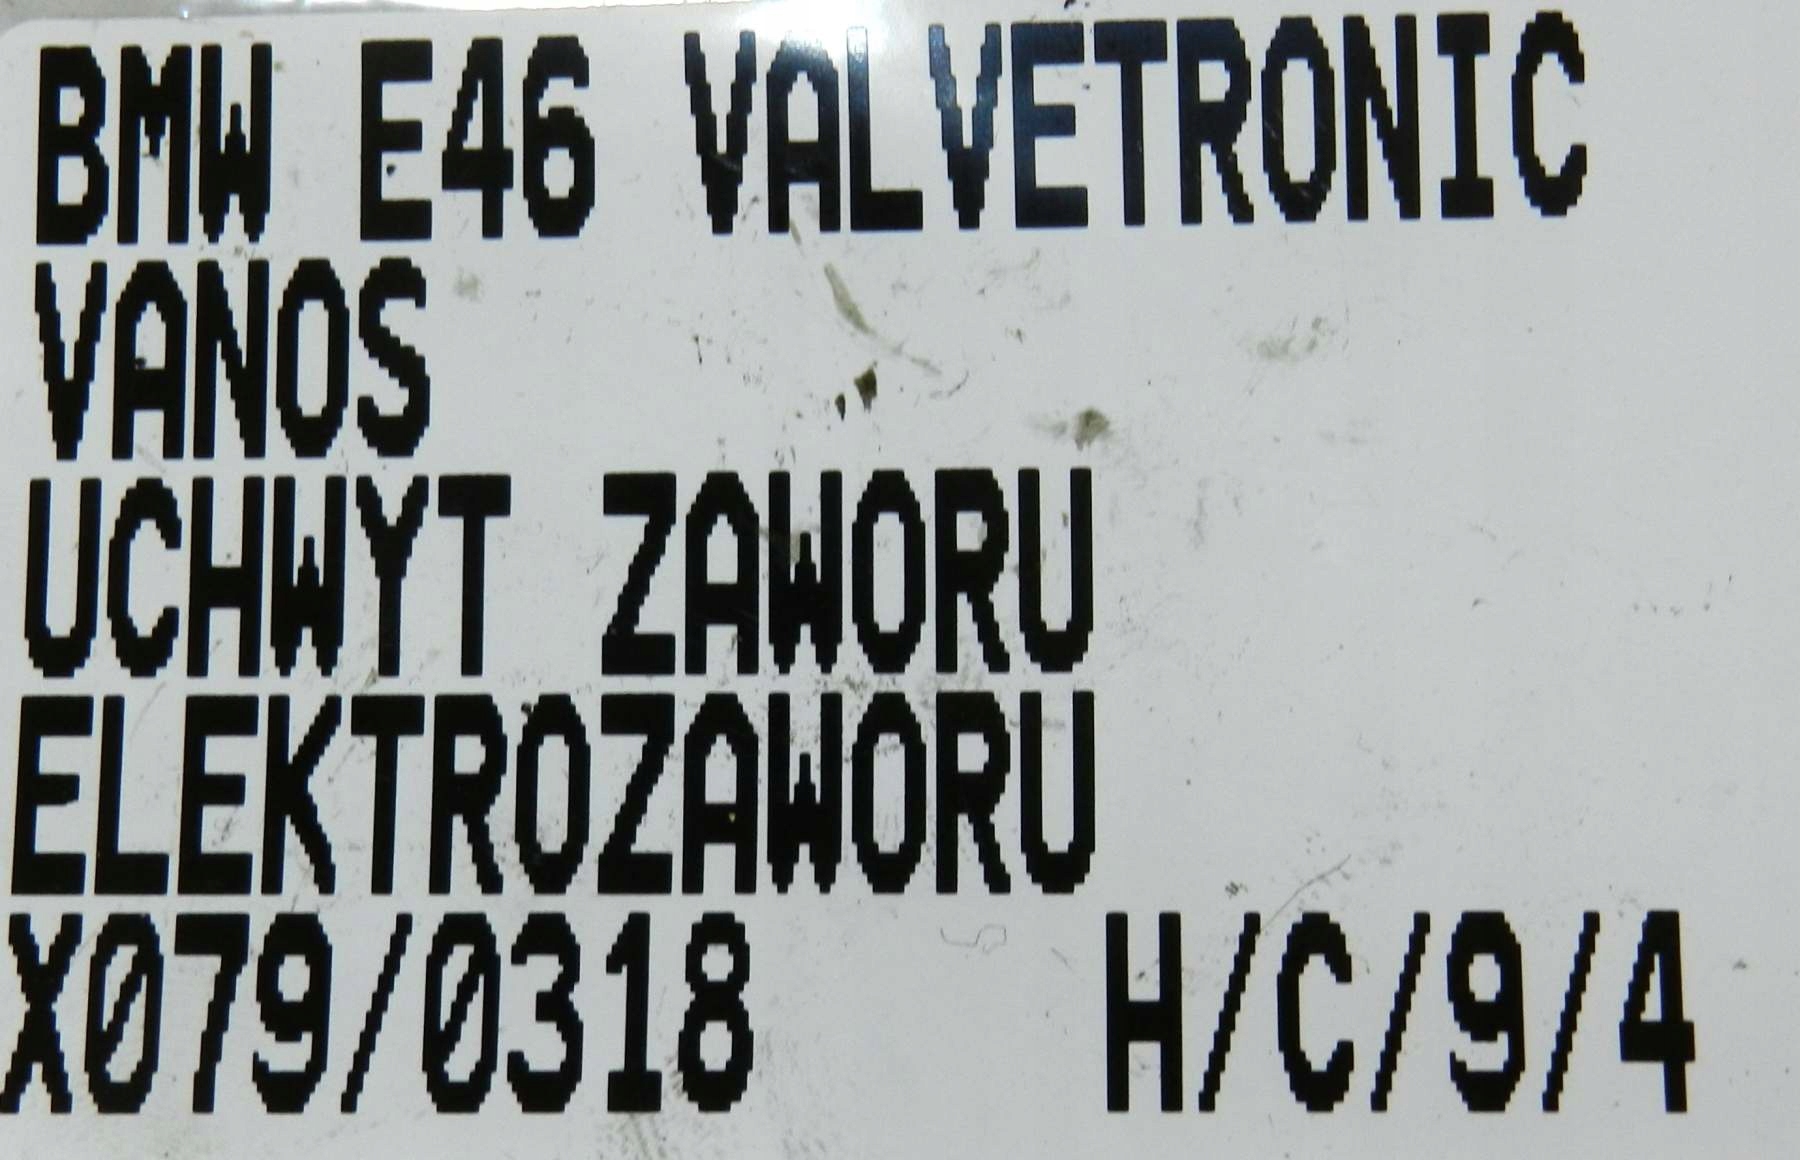 BMW E46 VALVETRONIC
VANOS
UCHWYT ZAWORU
ELEKTROZAWORU
X079/0318 H/C/9/4